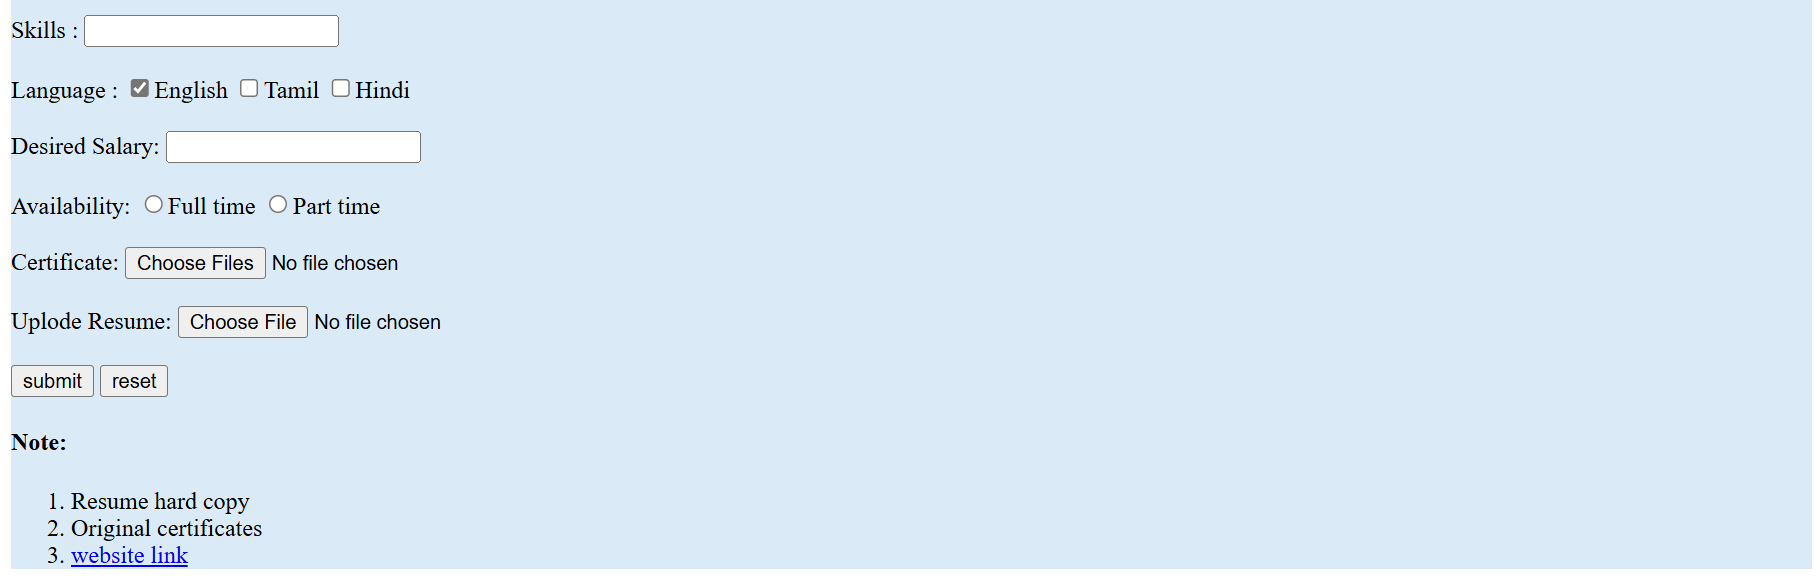 Skills :
Language : English Tamil Hindi
Desired Salary:
Availability: Full time Part time
Certificate: Choose Files No file chosen
Uplode Resume: Choose File No file chosen
submit reset
Note:
1. Resume hard copy
2. Original certificates
3. website link